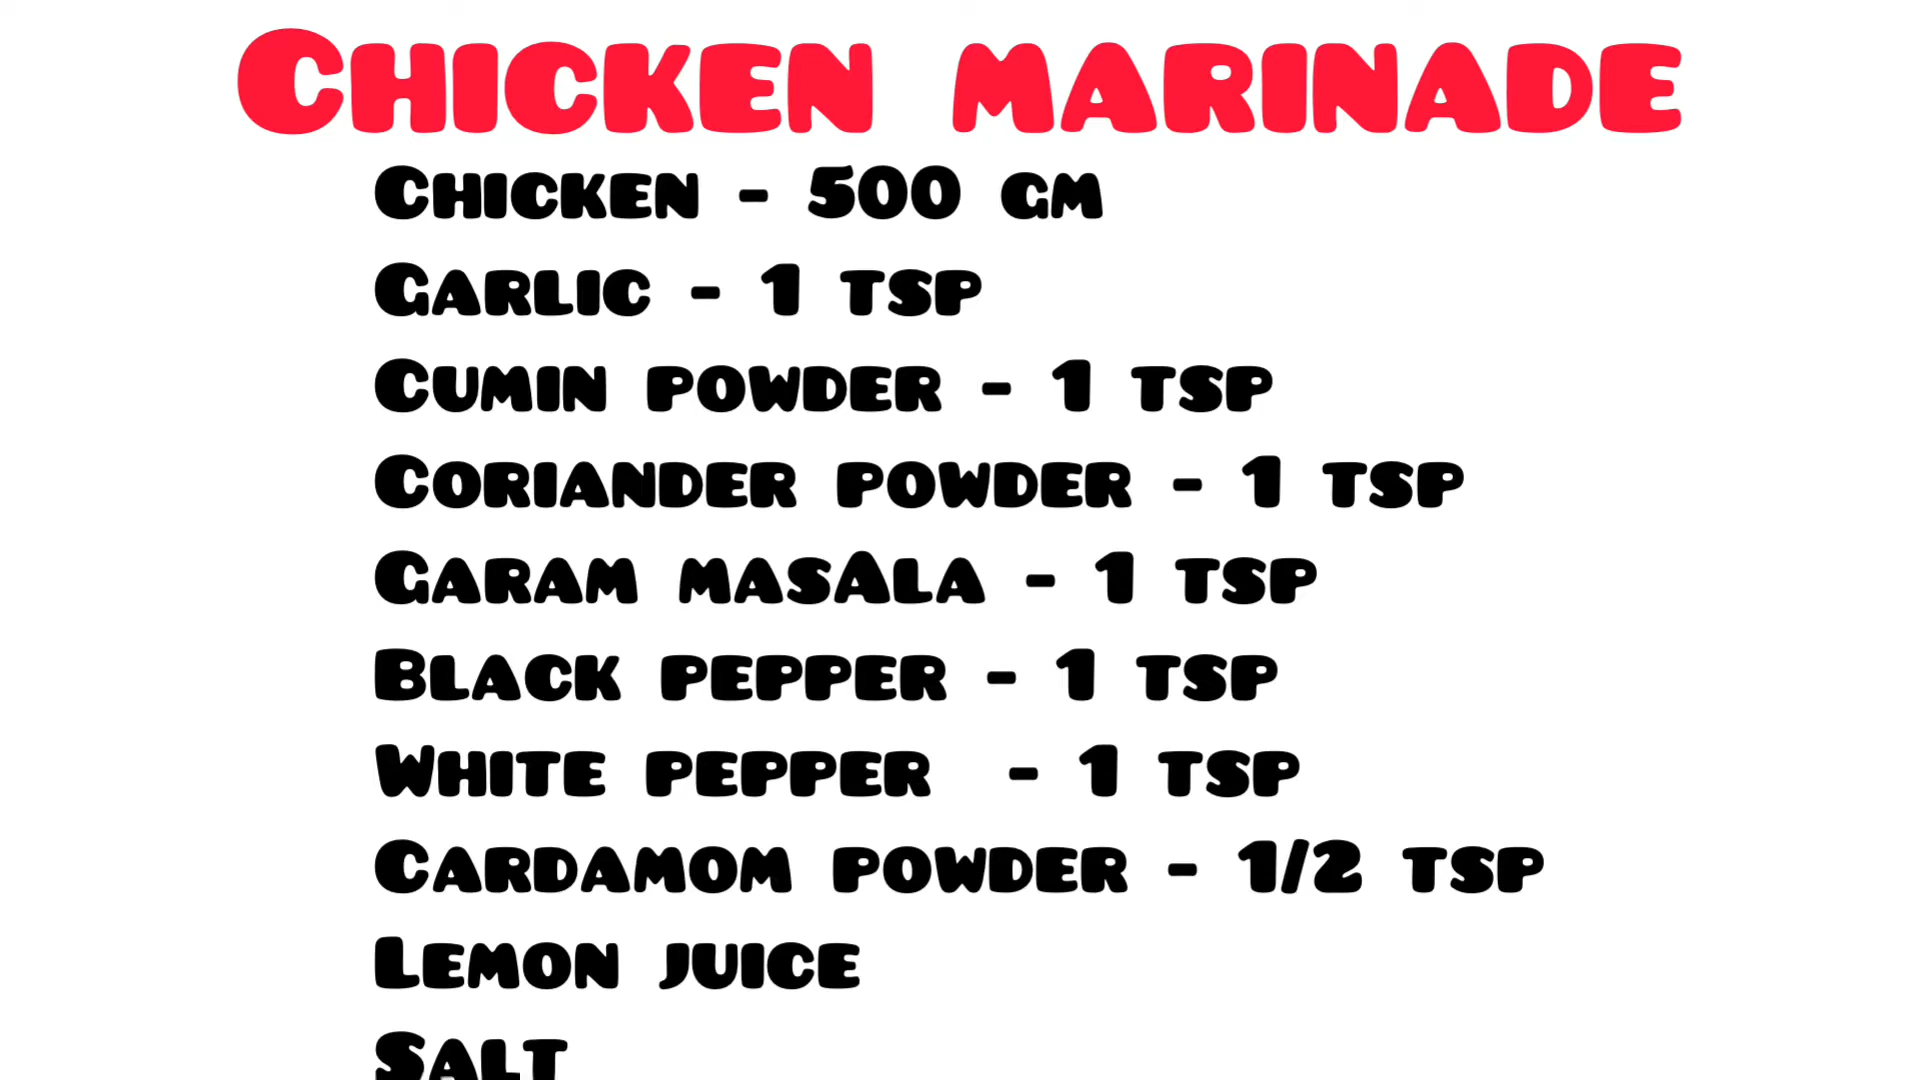 Chicken marinade
Chicken - 500 gm
Garlic - 1 tsp
Cumin powder - 1 tsp
Coriander powder - 1 tsp
Garam masAla - 1 tsp
Black pepper - 1 tsp
White pepper  - 1 tsp
Cardamom powder - 1/2 tsp
Lemon juice
Salt